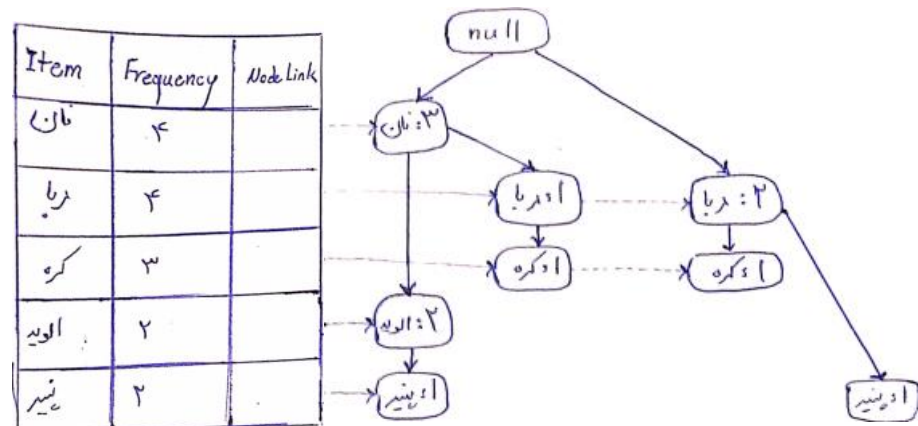 null
Item Frequency Node Link
نان ۴
مربا ۴
کره ۳
الویه ۲
پنیر ۲
نان : ۳
مربا : ۱
مربا : ۲
کره : ۱
کره : ۱
الویه : ۲
پنیر : ۱
پنیر : ۱